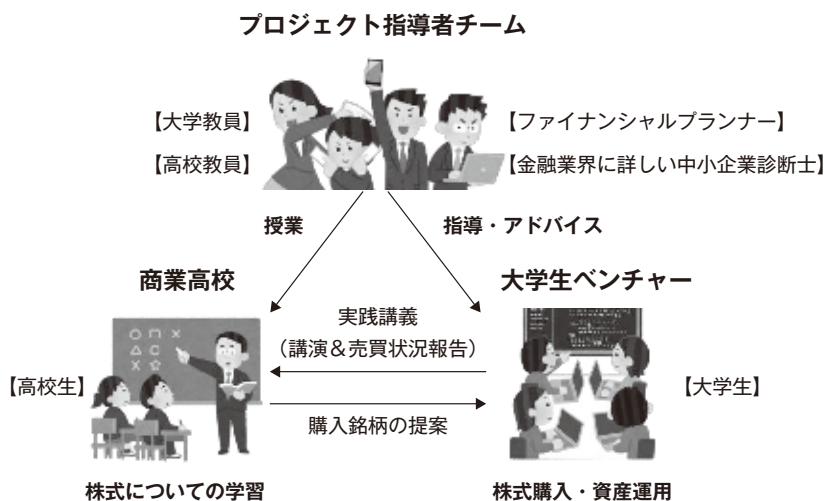 プロジェクト指導者チーム
【大学教員】
【ファイナンシャルプランナー】
【高校教員】
【金融業界に詳しい中小企業診断士】
授業
指導・アドバイス
商業高校
大学生ベンチャー
実践講義
（講演＆売買状況報告）
【高校生】
【大学生】
購入銘柄の提案
株式についての学習
株式購入・資産運用